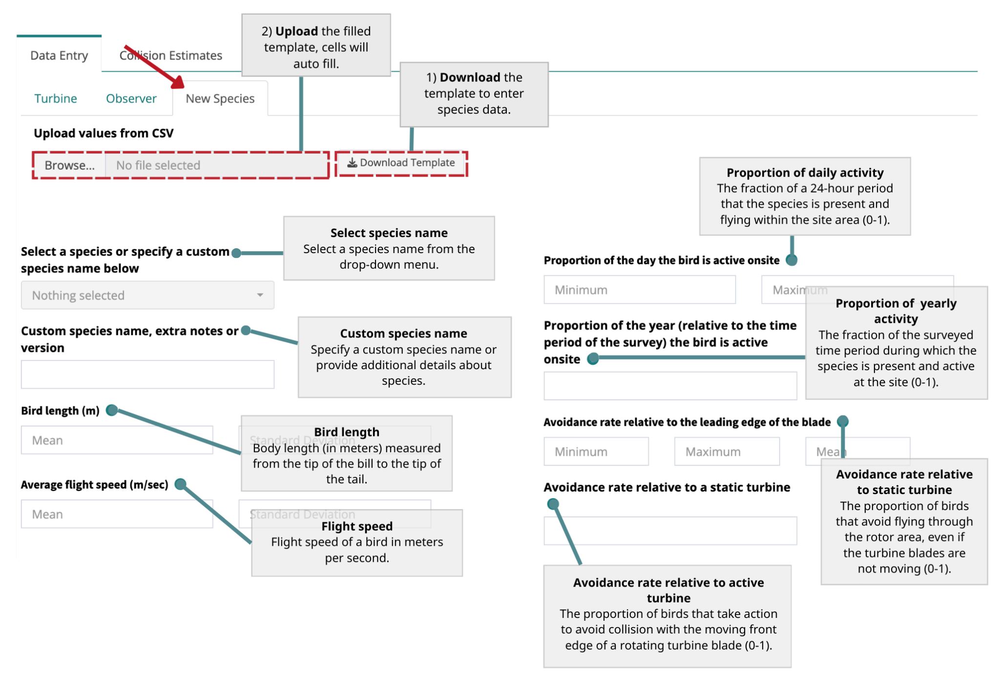 2) Upload the filled
template, cells will
auto fill.
Data Entry
Collision Estimates
1) Download the
template to enter
species data.
Turbine
Observer
New Species
Upload values from CSV
Browse...
No file selected
Download Template
Select species name
Select a species name from the
drop-down menu.
Select a species or specify a custom
species name below
Nothing selected
Custom species name, extra notes or
version
Custom species name
Specify a custom species name or
provide additional details about
species.
Bird length (m)
Mean
Standard Deviation
Bird length
Body length (in meters) measured
from the tip of the bill to the tip of
the tail.
Average flight speed (m/sec)
Mean
Standard Deviation
Flight speed
Flight speed of a bird in meters
per second.
Proportion of daily activity
The fraction of a 24-hour period
that the species is present and
flying within the site area (0-1).
Proportion of the day the bird is active onsite
Minimum
Maximum
Proportion of the year (relative to the time
period of the survey) the bird is active
onsite
Proportion of  yearly
activity
The fraction of the surveyed
time period during which the
species is present and active
at the site (0-1).
Avoidance rate relative to the leading edge of the blade
Minimum
Maximum
Mean
Avoidance rate relative to a static turbine
Avoidance rate relative
to static turbine
The proportion of birds
that avoid flying through
the rotor area, even if
the turbine blades are
not moving (0-1).
Avoidance rate relative to active
turbine
The proportion of birds that take action
to avoid collision with the moving front
edge of a rotating turbine blade (0-1).